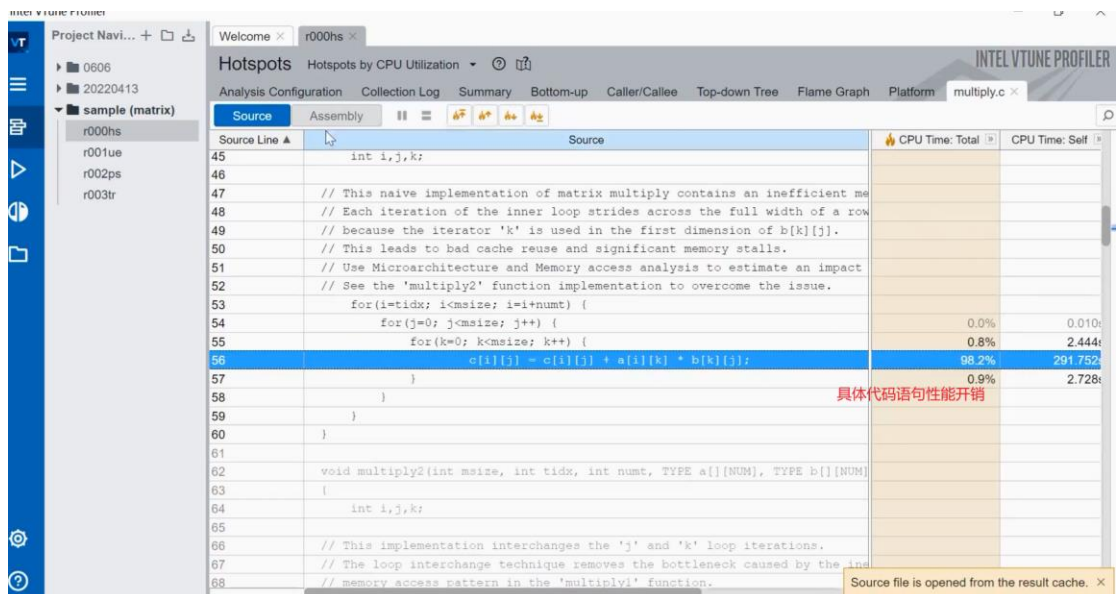 Intel VTune Profiler
VT
Project Navi...
Welcome
r000hs
0606
20220413
sample (matrix)
r000hs
r001ue
r002ps
r003tr
Hotspots Hotspots by CPU Utilization
INTEL VTUNE PROFILER
Analysis Configuration Collection Log Summary Bottom-up Caller/Callee Top-down Tree Flame Graph Platform multiply.c
Source Assembly
Source Line Source CPU Time: Total CPU Time: Self
45 int i,j,k;
46
47 // This naive implementation of matrix multiply contains an inefficient me
48 // Each iteration of the inner loop strides across the full width of a row
49 // because the iterator 'k' is used in the first dimension of b[k][j].
50 // This leads to bad cache reuse and significant memory stalls.
51 // Use Microarchitecture and Memory access analysis to estimate an impact
52 // See the 'multiply2' function implementation to overcome the issue.
53 for(i=tidx; i<msize; i=i+numt) {
54 for(j=0; j<msize; j++) { 0.0% 0.010s
55 for(k=0; k<msize; k++) { 0.8% 2.444s
56 c[i][j] = c[i][j] + a[i][k] * b[k][j]; 98.2% 291.752s
57 } 0.9% 2.728s
具体代码语句性能开销
58 }
59 }
60 }
61
62 void multiply2(int msize, int tidx, int numt, TYPE a[][NUM], TYPE b[][NUM]
63 {
64 int i,j,k;
65
66 // This implementation interchanges the 'j' and 'k' loop iterations.
67 // The loop interchange technique removes the bottleneck caused by the ine
68 // memory access pattern in the 'multiply1' function.
Source file is opened from the result cache.